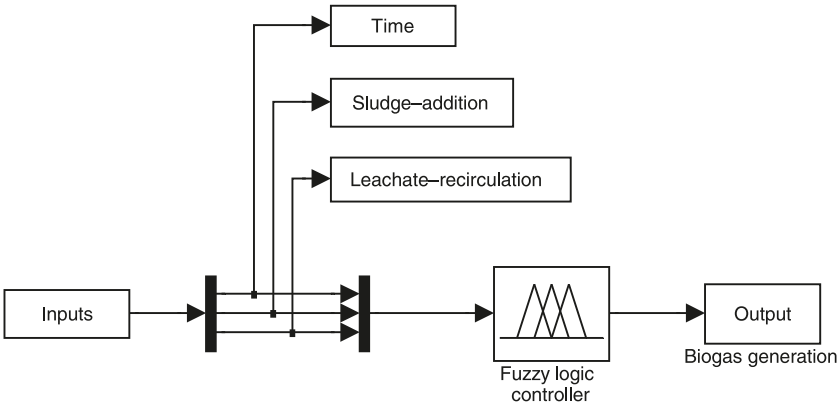 Time
Sludge–addition
Leachate–recirculation
Inputs
Output
Biogas generation
Fuzzy logic
controller